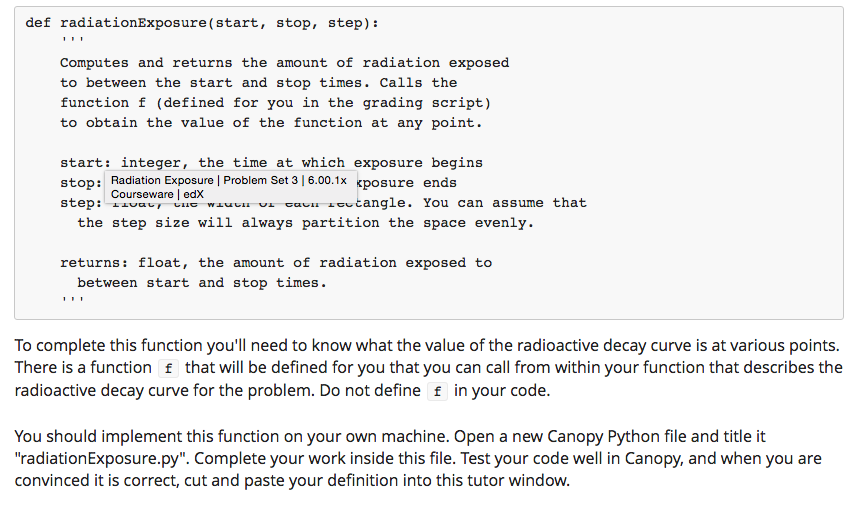 def radiationExposure(start, stop, step):
'''
Computes and returns the amount of radiation exposed
to between the start and stop times. Calls the
function f (defined for you in the grading script)
to obtain the value of the function at any point.
start: integer, the time at which exposure begins
stop: Radiation Exposure | Problem Set 3 | 6.00.1x xposure ends
Courseware | edX
step: float, the width of each rectangle. You can assume that
the step size will always partition the space evenly.
returns: float, the amount of radiation exposed to
between start and stop times.
'''
To complete this function you'll need to know what the value of the radioactive decay curve is at various points.
There is a function f that will be defined for you that you can call from within your function that describes the
radioactive decay curve for the problem. Do not define f in your code.
You should implement this function on your own machine. Open a new Canopy Python file and title it
"radiationExposure.py". Complete your work inside this file. Test your code well in Canopy, and when you are
convinced it is correct, cut and paste your definition into this tutor window.